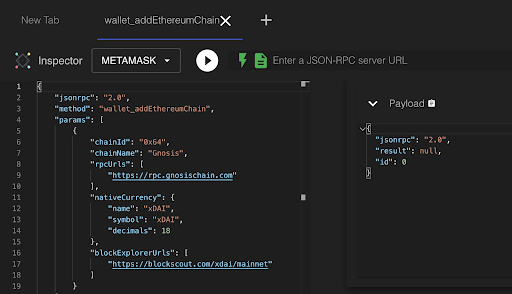 New Tab
wallet_addEthereumChain
Inspector
METAMASK
Enter a JSON-RPC server URL
1 {
2 "jsonrpc": "2.0",
3 "method": "wallet_addEthereumChain",
4 "params": [
5 {
6 "chainId": "0x64",
7 "chainName": "Gnosis",
8 "rpcUrls": [
9 "https://rpc.gnosischain.com"
10 ],
11 "nativeCurrency": {
12 "name": "xDAI",
13 "symbol": "xDAI",
14 "decimals": 18
15 },
16 "blockExplorerUrls": [
17 "https://blockscout.com/xdai/mainnet"
18 ]
19 }
Payload
{
"jsonrpc": "2.0",
"result": null,
"id": 0
}